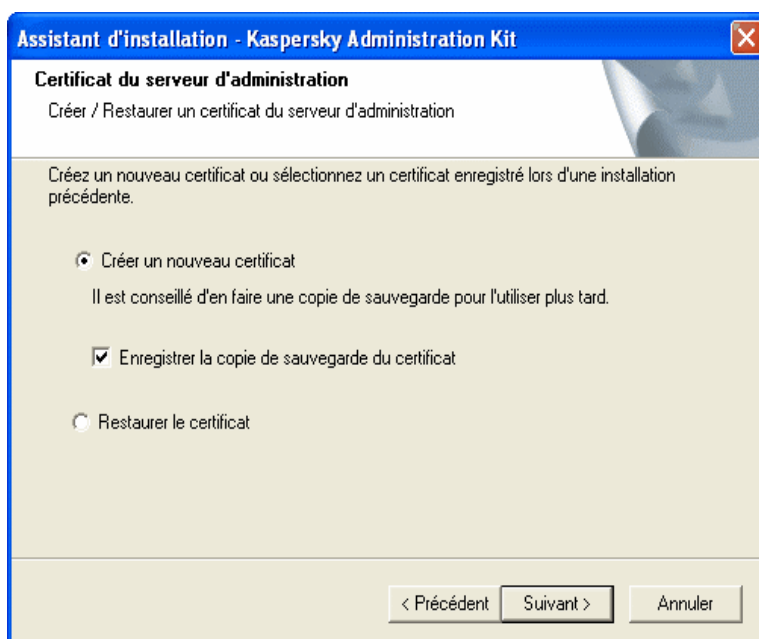 Assistant d'installation - Kaspersky Administration Kit
Certificat du serveur d'administration
Créer / Restaurer un certificat du serveur d'administration
Créez un nouveau certificat ou sélectionnez un certificat enregistré lors d'une installation
précédente.
Créer un nouveau certificat
Il est conseillé d'en faire une copie de sauvegarde pour l'utiliser plus tard.
Enregistrer la copie de sauvegarde du certificat
Restaurer le certificat
< Précédent Suivant > Annuler